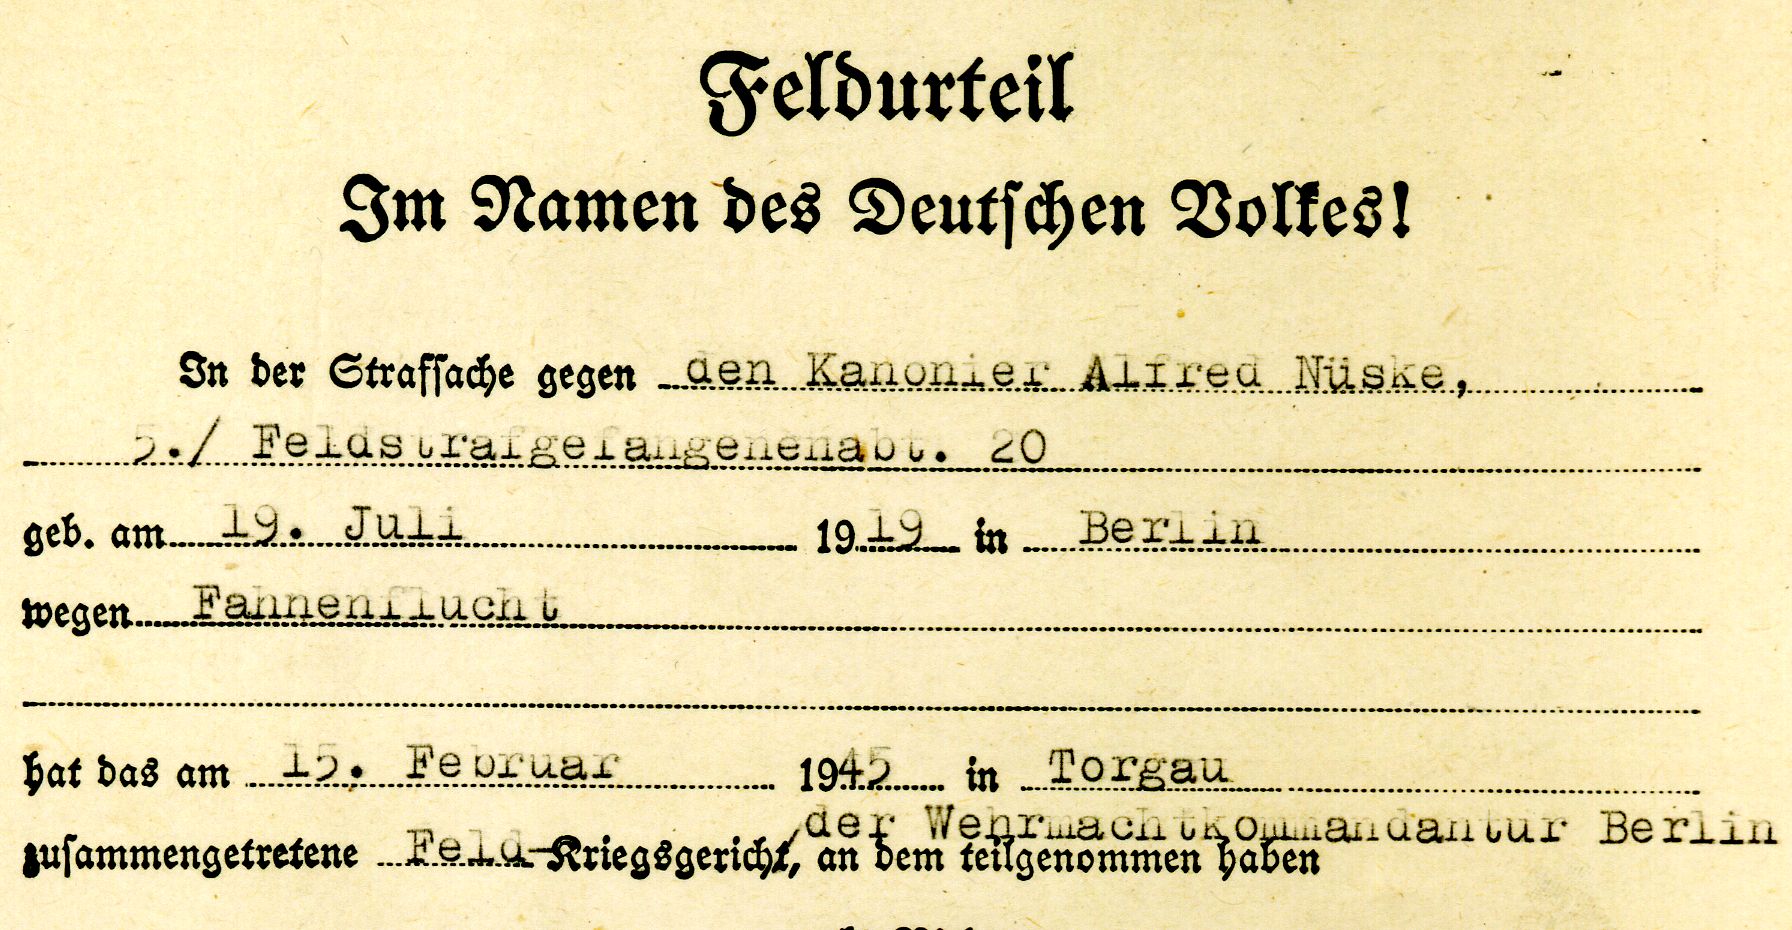 Feldurteil
Im Namen des Deutschen Volkes!
In der Strafsache gegen den Kanonier Alfred Nüske,
5./ Feldstrafgefangenenabt. 20
geb. am 19. Juli 1919 in Berlin
wegen Fahnenflucht
hat das am 15. Februar 1945 in Torgau
der Wehrmachtkommandantur Berlin
zusammengetretene Feld-Kriegsgericht, an dem teilgenommen haben